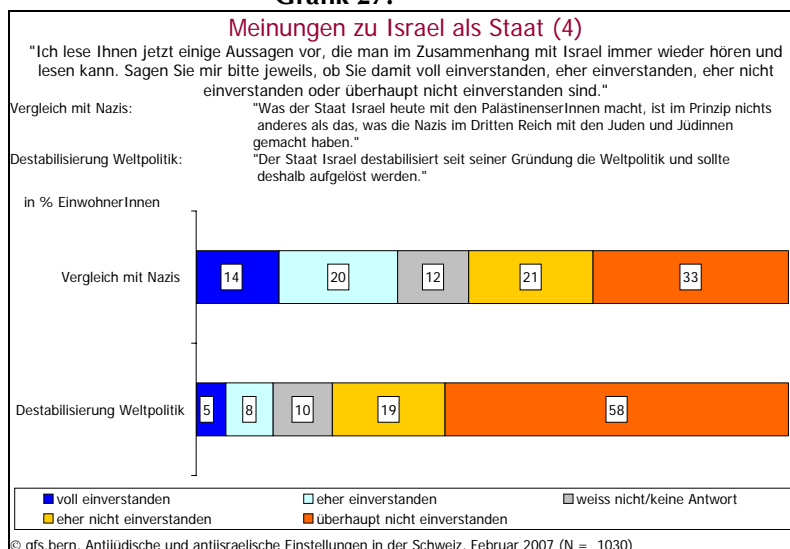 Grafik 27:
Meinungen zu Israel als Staat (4)
"Ich lese Ihnen jetzt einige Aussagen vor, die man im Zusammenhang mit Israel immer wieder hören und
lesen kann. Sagen Sie mir bitte jeweils, ob Sie damit voll einverstanden, eher einverstanden, eher nicht
einverstanden oder überhaupt nicht einverstanden sind."
Vergleich mit Nazis: "Was der Staat Israel heute mit den PalästinenserInnen macht, ist im Prinzip nichts
anderes als das, was die Nazis im Dritten Reich mit den Juden und Jüdinnen
gemacht haben."
Destabilisierung Weltpolitik: "Der Staat Israel destabilisiert seit seiner Gründung die Weltpolitik und sollte
deshalb aufgelöst werden."
in % EinwohnerInnen
Vergleich mit Nazis 14 20 12 21 33
Destabilisierung Weltpolitik 5 8 10 19 58
voll einverstanden eher einverstanden weiss nicht/keine Antwort
eher nicht einverstanden überhaupt nicht einverstanden
© gfs.bern, Antijüdische und antiisraelische Einstellungen in der Schweiz, Februar 2007 (N = 1030)